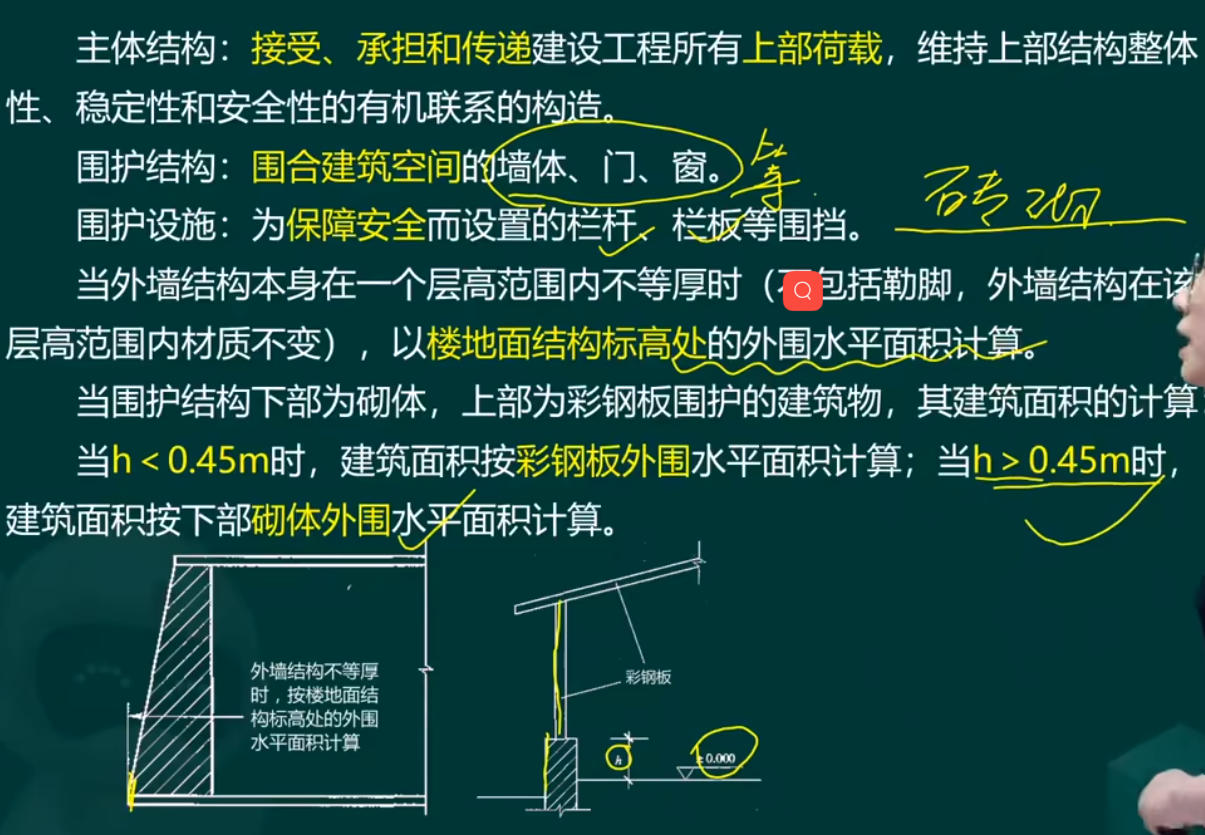 主体结构：接受、承担和传递建设工程所有上部荷载，维持上部结构整体
性、稳定性和安全性的有机联系的构造。
围护结构：围合建筑空间的墙体、门、窗。等
围护设施：为保障安全而设置的栏杆、栏板等围挡。
砖砌
当外墙结构本身在一个层高范围内不等厚时（包括勒脚，外墙结构在该
层高范围内材质不变），以楼地面结构标高处的外围水平面积计算。
当围护结构下部为砌体，上部为彩钢板围护的建筑物，其建筑面积的计算：
当h＜0.45m时，建筑面积按彩钢板外围水平面积计算；当h＞0.45m时，
建筑面积按下部砌体外围水平面积计算。
外墙结构不等厚
时，按楼地面结
构标高处的外围
水平面积计算
彩钢板
h
±0.000